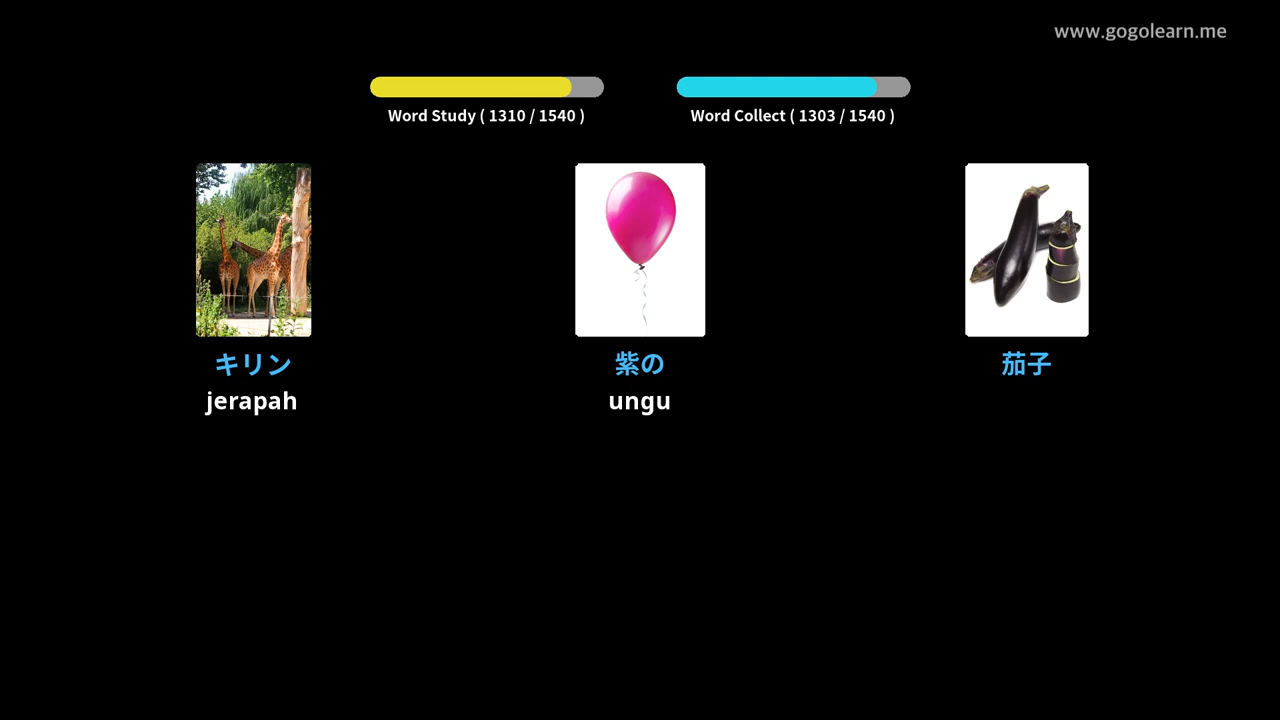 www.gogolearn.me
Word Study ( 1310 / 1540 )
Word Collect ( 1303 / 1540 )
キリン
jerapah
紫の
ungu
茄子